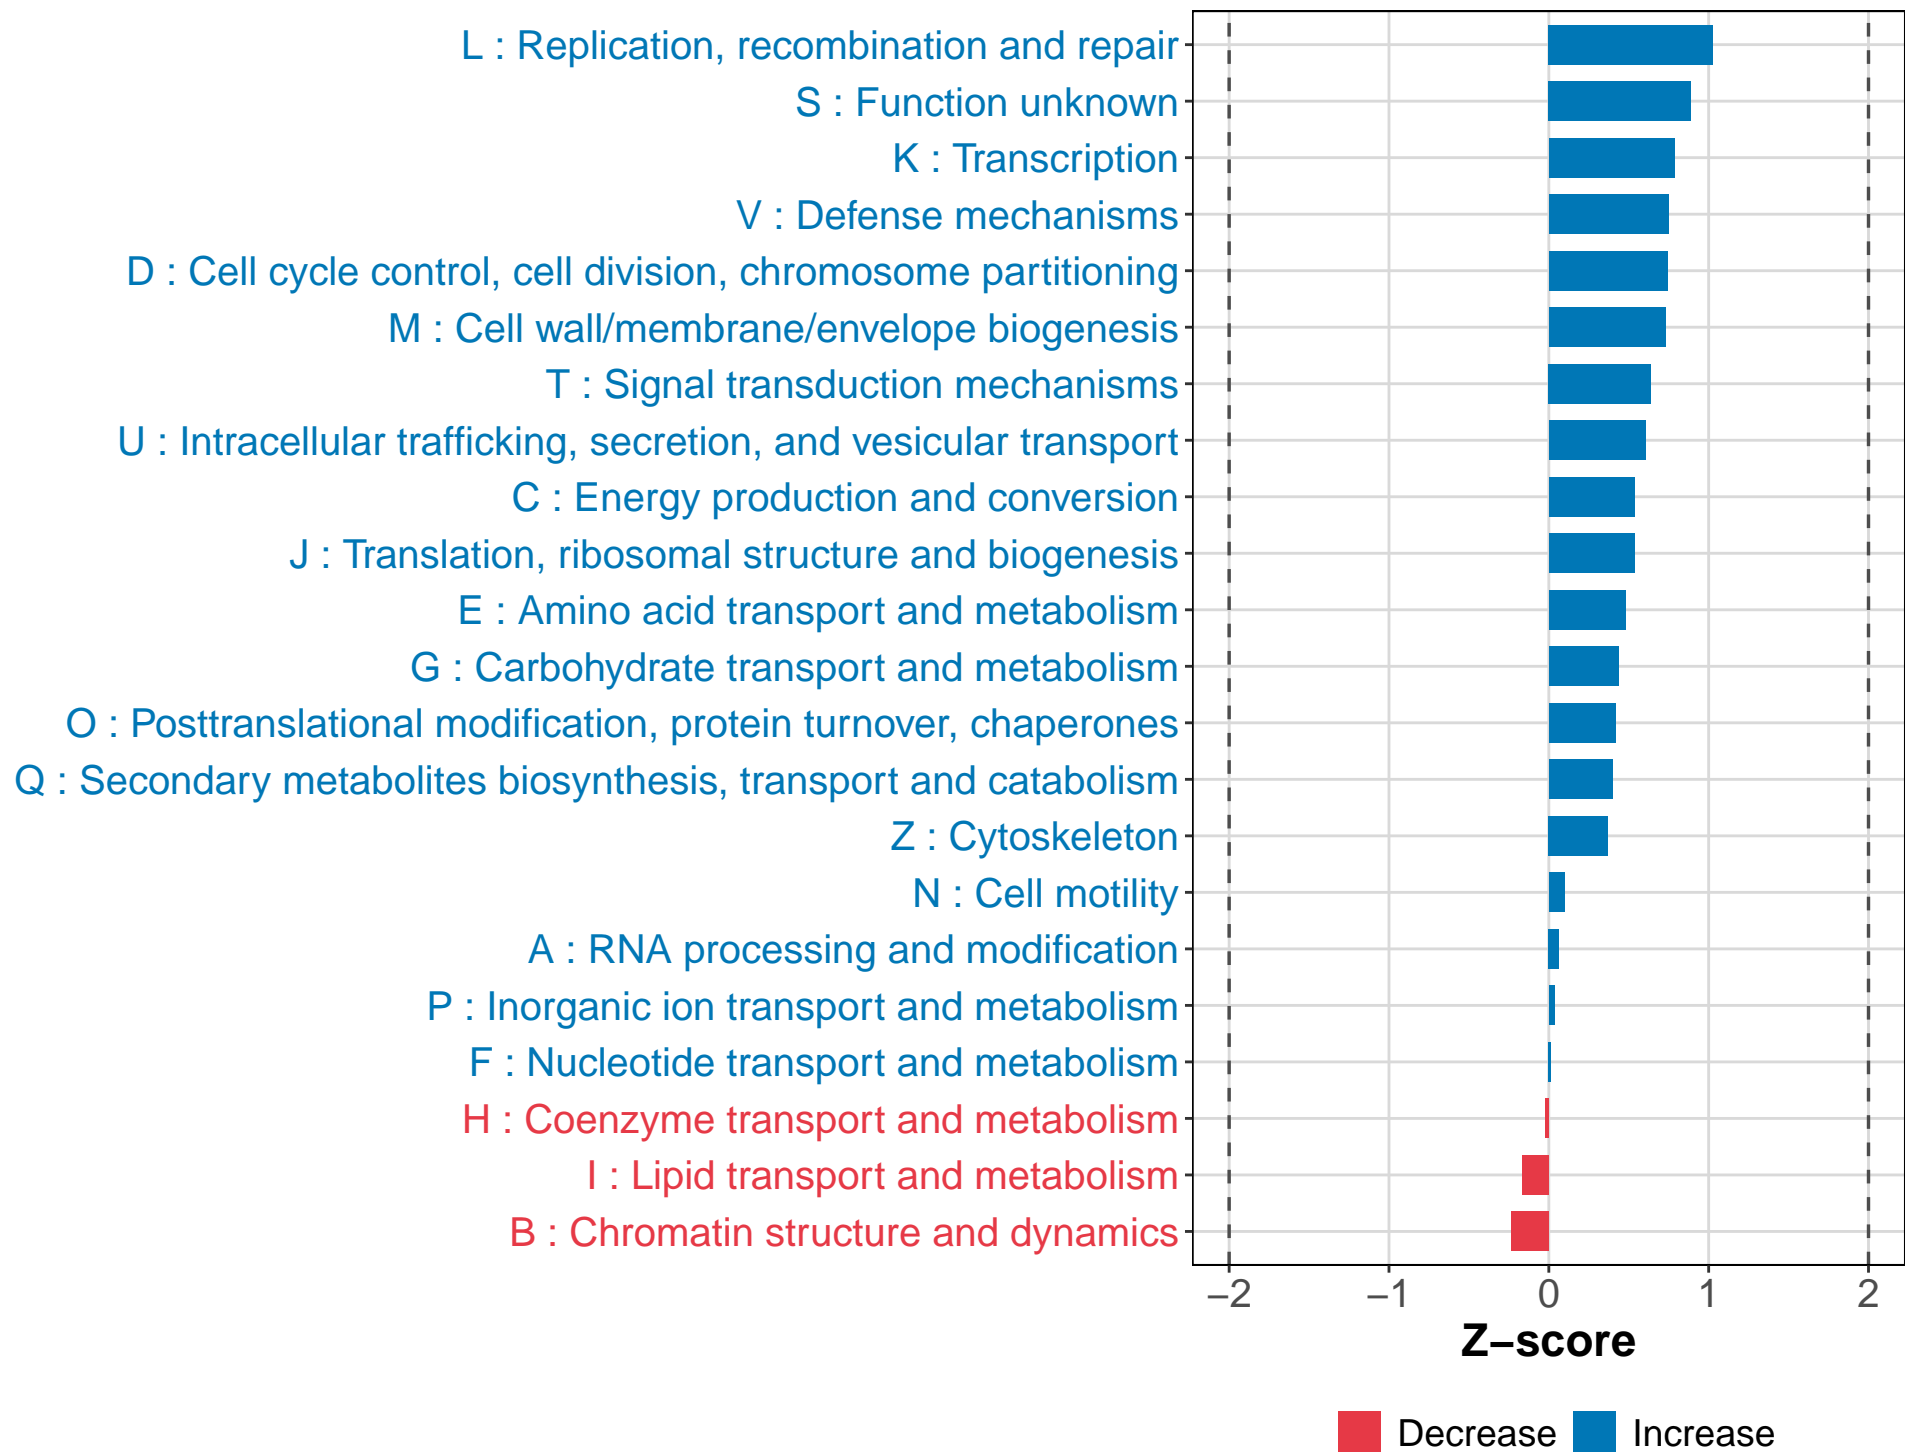 L : Replication, recombination and repair
S : Function unknown
K : Transcription
V : Defense mechanisms
D : Cell cycle control, cell division, chromosome partitioning
M : Cell wall/membrane/envelope biogenesis
T : Signal transduction mechanisms
U : Intracellular trafficking, secretion, and vesicular transport
C : Energy production and conversion
J : Translation, ribosomal structure and biogenesis
E : Amino acid transport and metabolism
G : Carbohydrate transport and metabolism
O : Posttranslational modification, protein turnover, chaperones
Q : Secondary metabolites biosynthesis, transport and catabolism
Z : Cytoskeleton
N : Cell motility
A : RNA processing and modification
P : Inorganic ion transport and metabolism
F : Nucleotide transport and metabolism
H : Coenzyme transport and metabolism
I : Lipid transport and metabolism
B : Chromatin structure and dynamics
−2 −1 0 1 2
Z−score
Decrease Increase